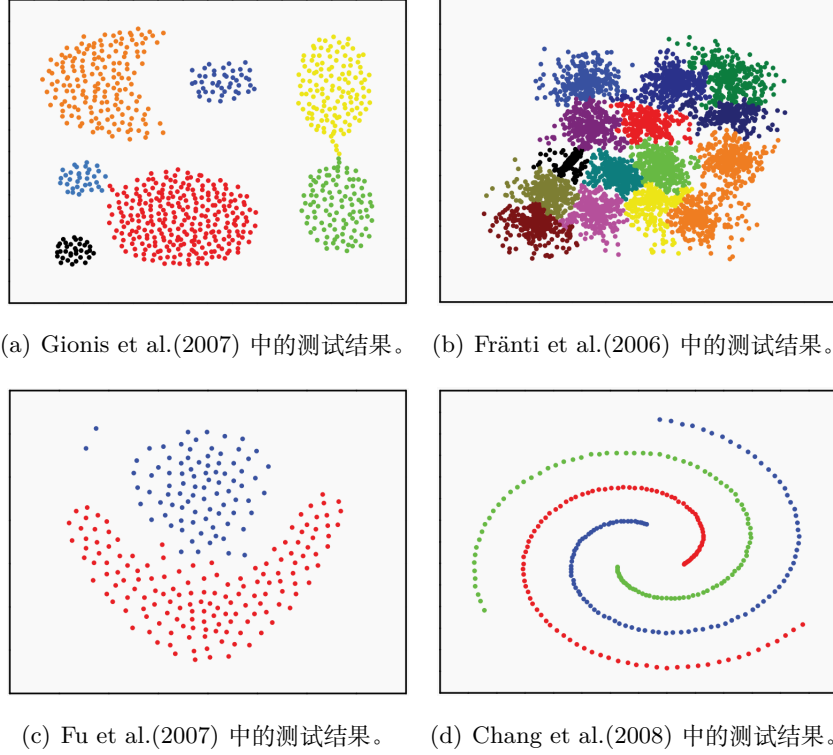 (a) Gionis et al.(2007) 中的测试结果。
(b) Fränti et al.(2006) 中的测试结果。
(c) Fu et al.(2007) 中的测试结果。
(d) Chang et al.(2008) 中的测试结果。